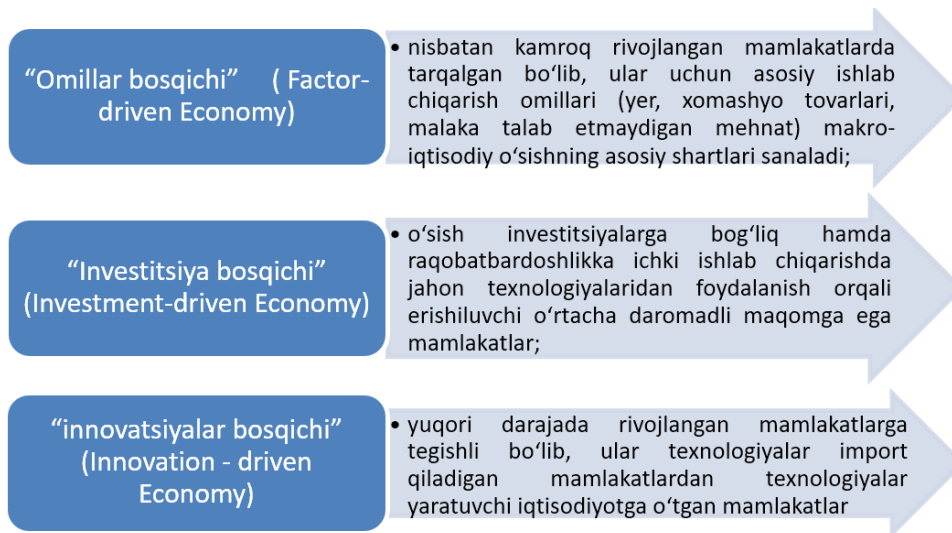 “Omillar bosqichi” ( Factor-
driven Economy)
• nisbatan kamroq rivojlangan mamlakatlarda
tarqalgan bo‘lib, ular uchun asosiy ishlab
chiqarish omillari (yer, xomashyo tovarlari,
malaka talab etmaydigan mehnat) makro-
iqtisodiy o‘sishning asosiy shartlari sanaladi;
“Investitsiya bosqichi”
(Investment-driven Economy)
• o‘sish investitsiyalarga bog‘liq hamda
raqobatbardoshlikka ichki ishlab chiqarishda
jahon texnologiyalaridan foydalanish orqali
erishiluvchi o‘rtacha daromadli maqomga ega
mamlakatlar;
“innovatsiyalar bosqichi”
(Innovation - driven
Economy)
• yuqori darajada rivojlangan mamlakatlarga
tegishli bo‘lib, ular texnologiyalar import
qiladigan mamlakatlardan texnologiyalar
yaratuvchi iqtisodiyotga o‘tgan mamlakatlar